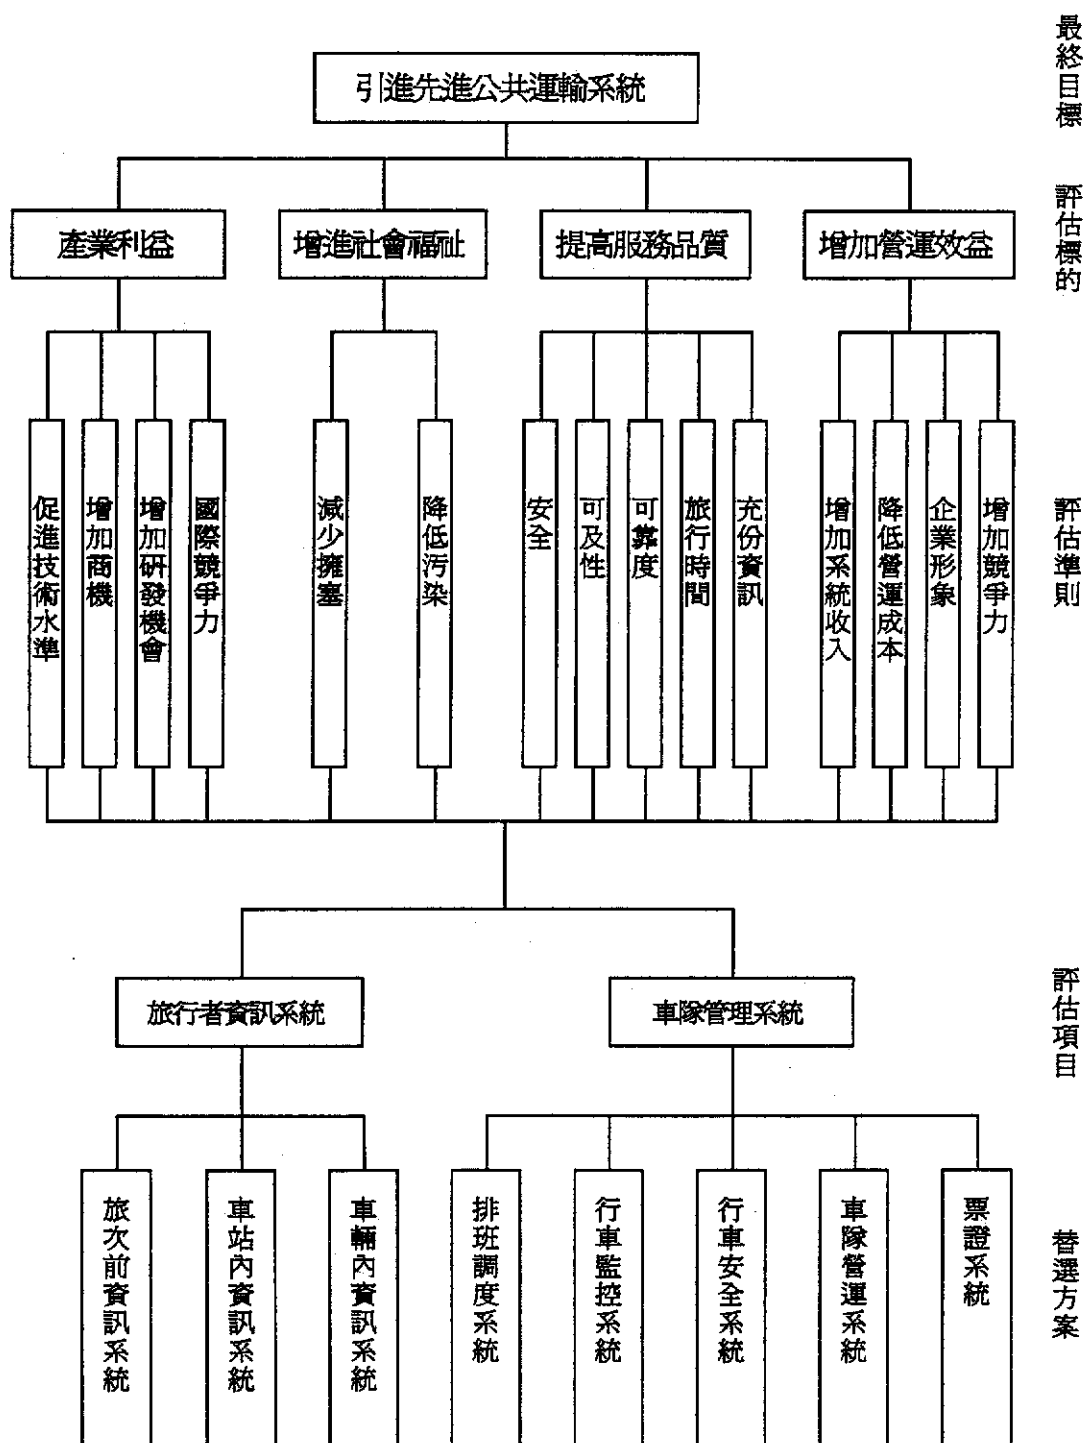 最終目標
引進先進公共運輸系統
評估標的
產業利益
增進社會福祉
提高服務品質
增加營運效益
評估準則
促進技術水準
增加商機
增加研發機會
國際競爭力
減少擁塞
降低污染
安全
可及性
可靠度
旅行時間
充份資訊
增加系統收入
降低營運成本
企業形象
增加競爭力
評估項目
旅行者資訊系統
車隊管理系統
替選方案
旅次前資訊系統
車站內資訊系統
車輛內資訊系統
排班調度系統
行車監控系統
行車安全系統
車隊營運系統
票證系統